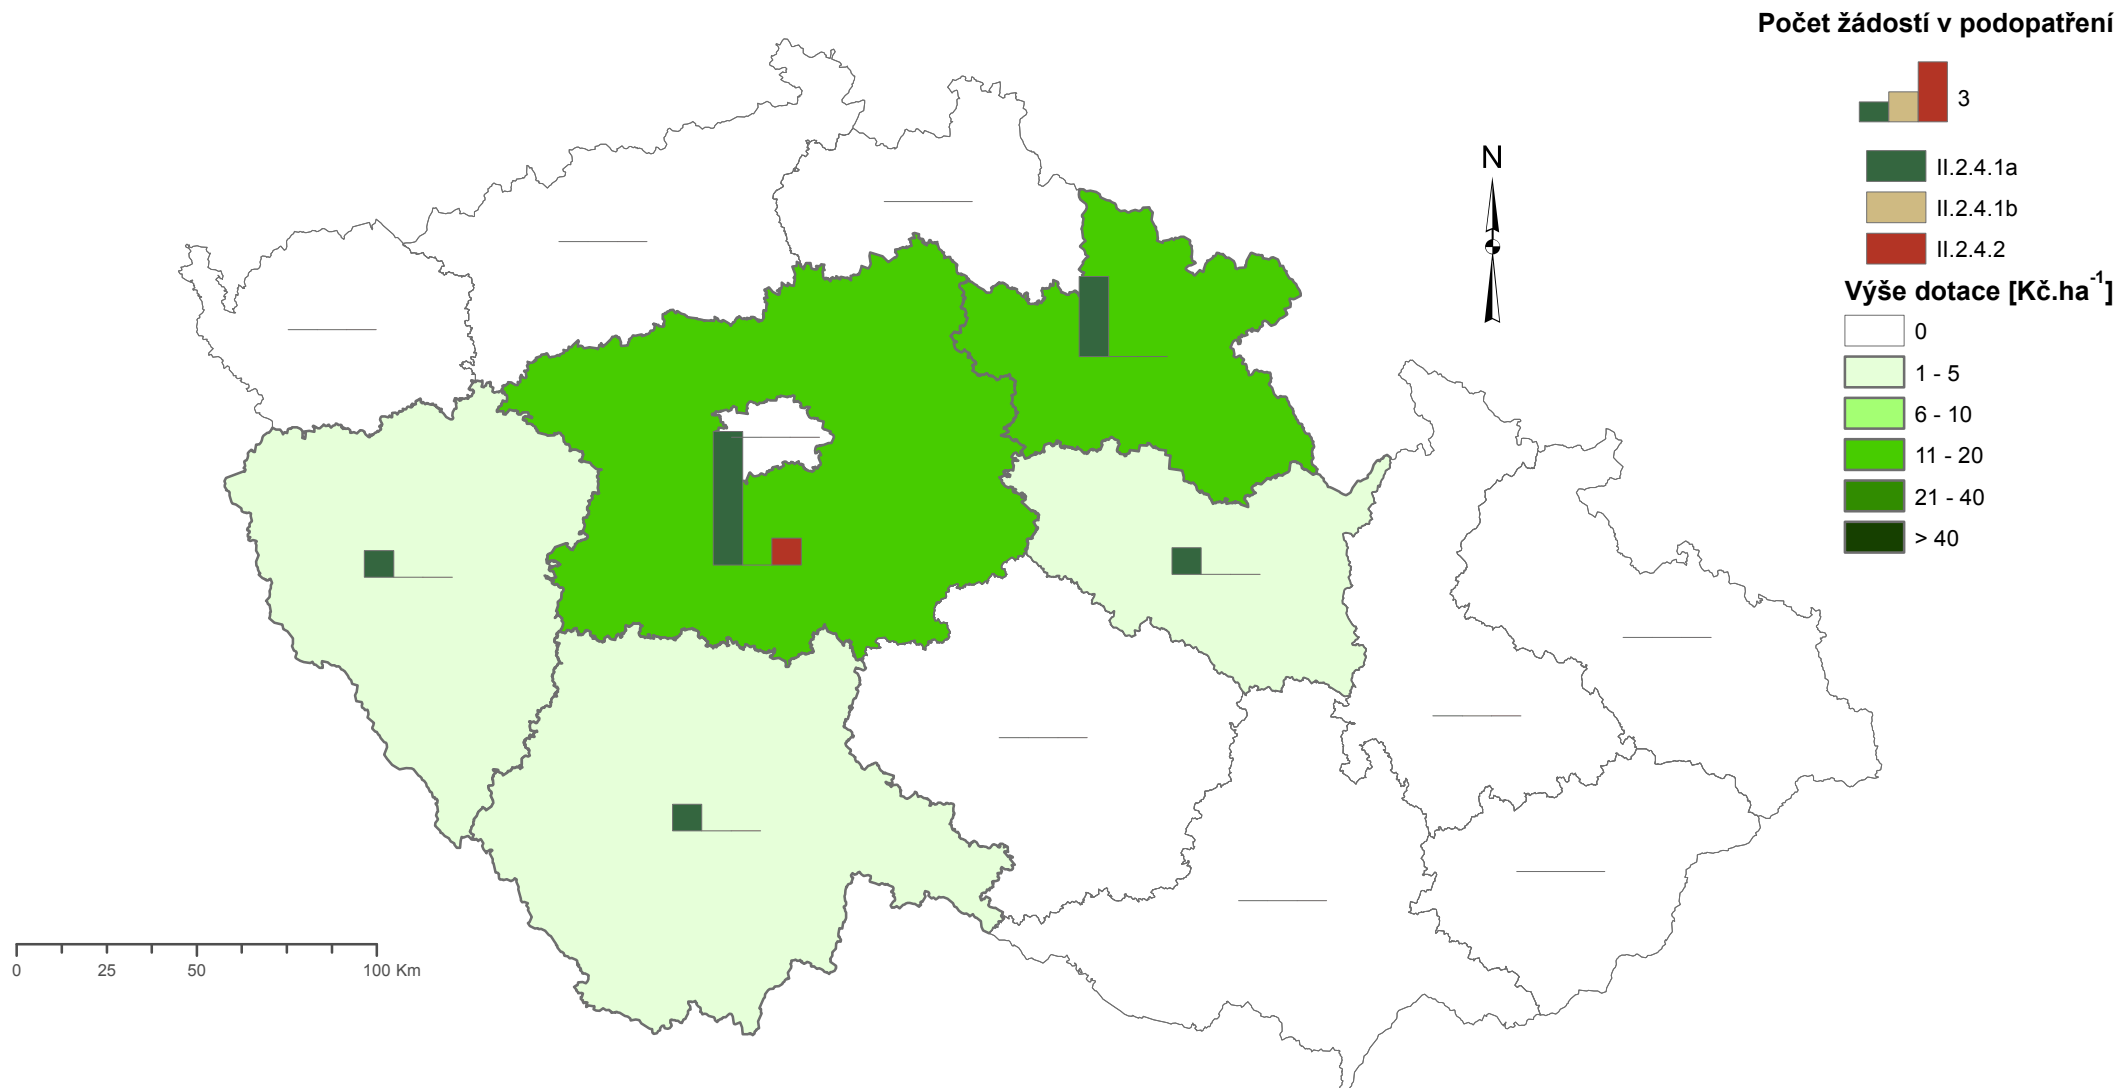 Počet žádostí v podopatření
3
II.2.4.1a
II.2.4.1b
II.2.4.2
Výše dotace [Kč.ha⁻¹]
0
1 - 5
6 - 10
11 - 20
21 - 40
> 40
N
0 25 50 100 Km